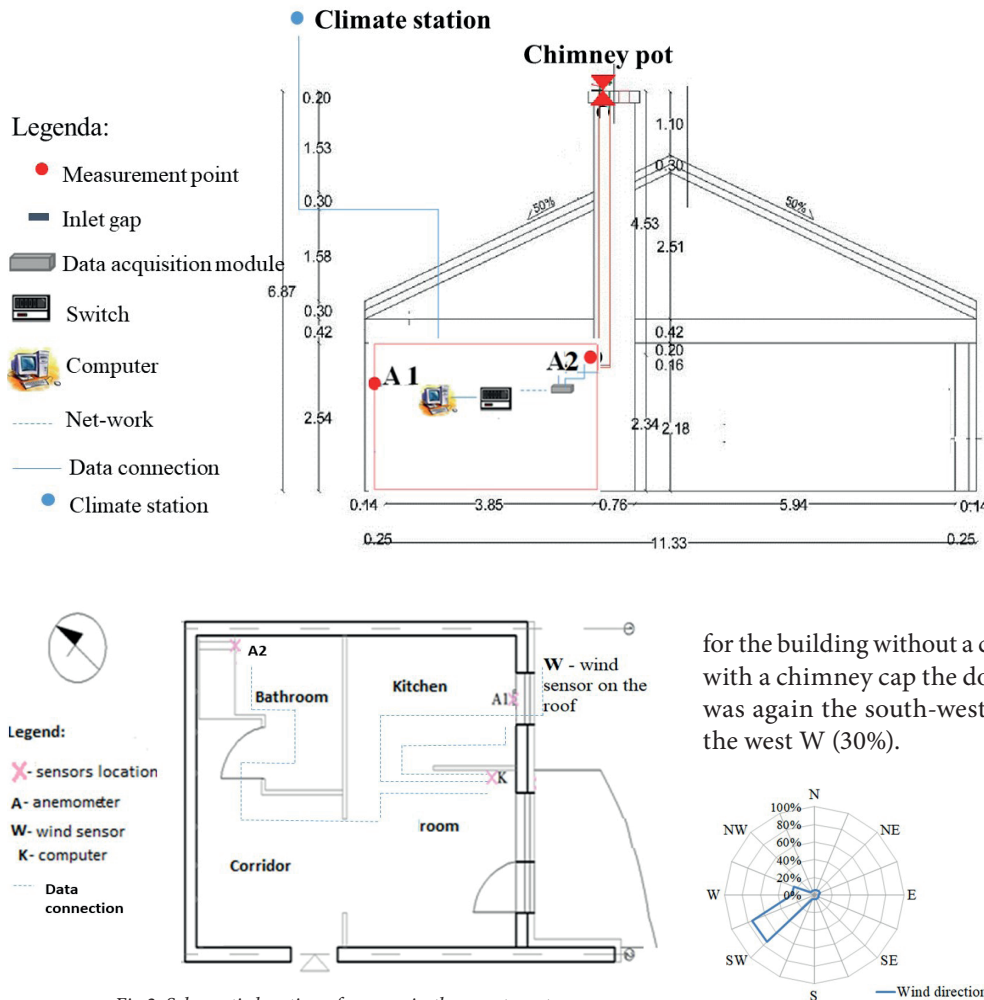 Climate station
Chimney pot
Legenda:
Measurement point
Inlet gap
Data acquisition module
Switch
Computer
Net-work
Data connection
Climate station
0.20
1.53
0.30
1.58
0.30
0.42
2.54
6.87
50%
50%
1.10
0.30
4.53
2.51
0.42
0.20
0.16
2.34
2.18
A1
A2
0.14
3.85
0.76
5.94
0.14
0.25
11.33
0.25
A2
Bathroom
Kitchen
A1
W - wind
sensor on the
roof
K
room
Corridor
Legend:
X- sensors location
A- anemometer
W- wind sensor
K- computer
Data
connection
for the building without a c
with a chimney cap the do
was again the south-west
the west W (30%).
N
NE
E
SE
S
SW
W
NW
100%
80%
60%
40%
20%
0%
Wind direction